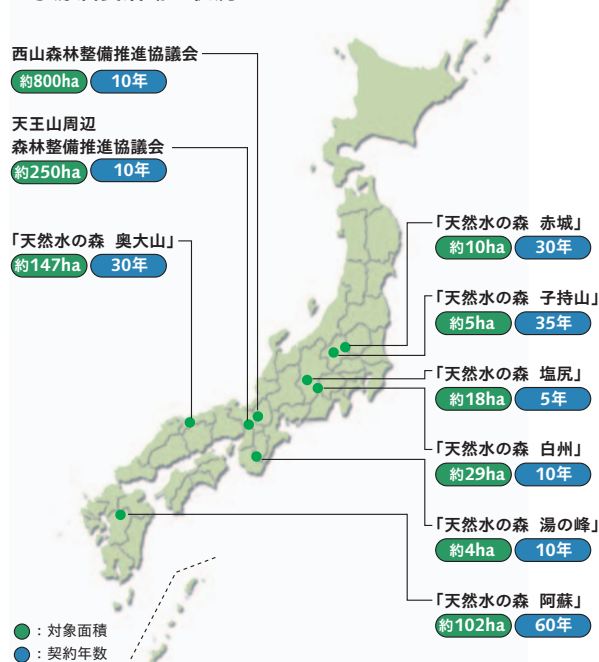 西山森林整備推進協議会
約800ha 10年
天王山周辺
森林整備推進協議会
約250ha 10年
「天然水の森 奥大山」
約147ha 30年
「天然水の森 赤城」
約10ha 30年
「天然水の森 子持山」
約5ha 35年
「天然水の森 塩尻」
約18ha 5年
「天然水の森 白州」
約29ha 10年
「天然水の森 湯の峰」
約4ha 10年
「天然水の森 阿蘇」
約102ha 60年
：対象面積
：契約年数